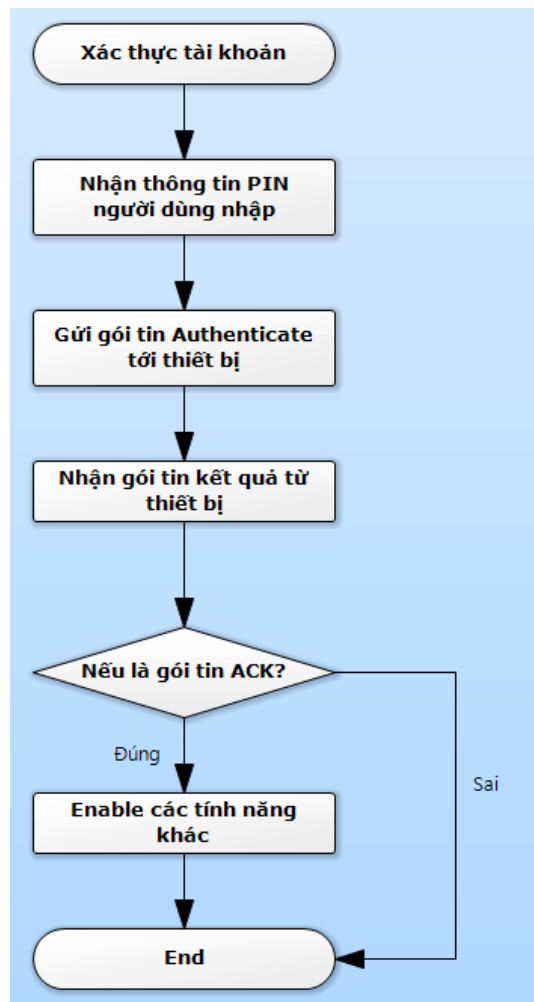 Xác thực tài khoản
Nhận thông tin PIN
người dùng nhập
Gửi gói tin Authenticate
tới thiết bị
Nhận gói tin kết quả từ
thiết bị
Nếu là gói tin ACK?
Đúng
Sai
Enable các tính năng
khác
End